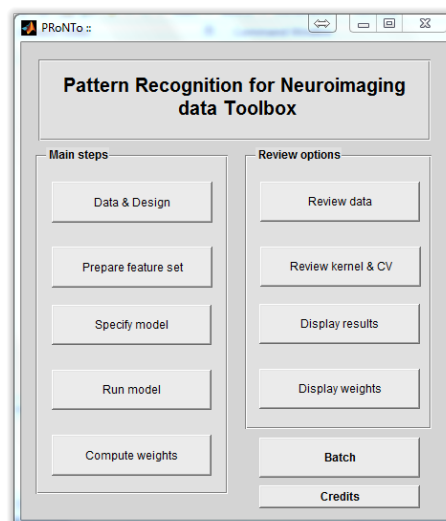 PRoNTo ::
Pattern Recognition for Neuroimaging
data Toolbox
Main steps
Data & Design
Prepare feature set
Specify model
Run model
Compute weights
Review options
Review data
Review kernel & CV
Display results
Display weights
Batch
Credits